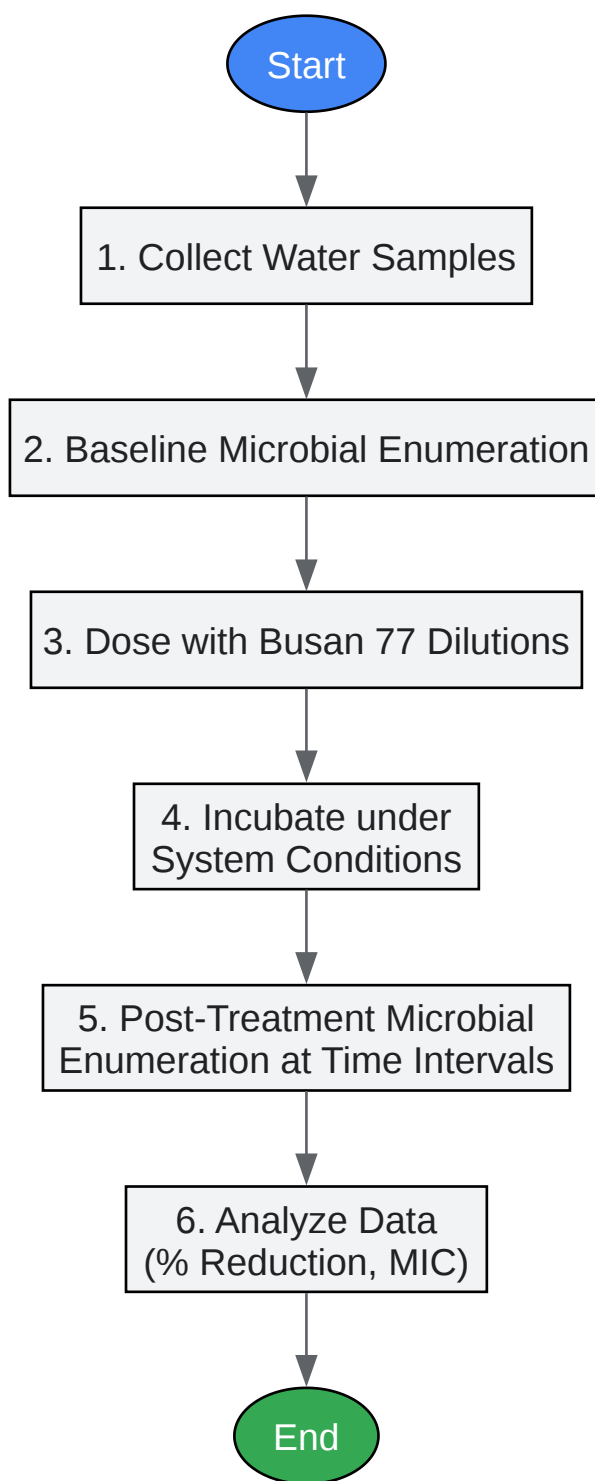 Start
1. Collect Water Samples
2. Baseline Microbial Enumeration
3. Dose with Busan 77 Dilutions
4. Incubate under
System Conditions
5. Post-Treatment Microbial
Enumeration at Time Intervals
6. Analyze Data
(% Reduction, MIC)
End